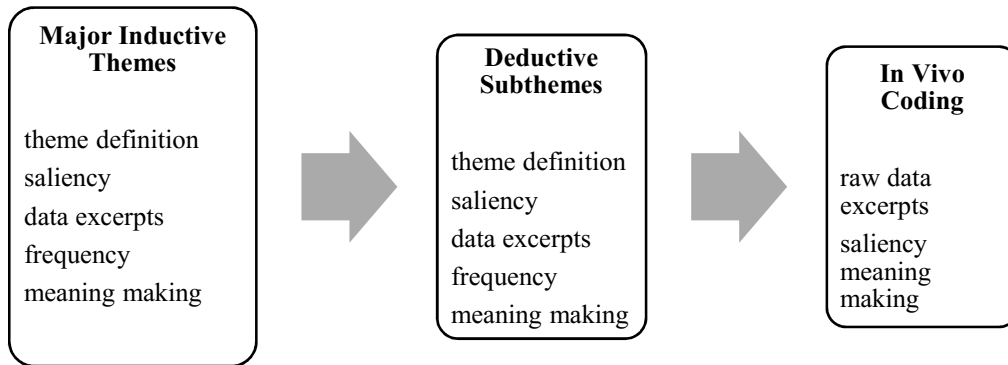 Major Inductive
Themes
theme definition
saliency
data excerpts
frequency
meaning making
Deductive
Subthemes
theme definition
saliency
data excerpts
frequency
meaning making
In Vivo
Coding
raw data
excerpts
saliency
meaning
making